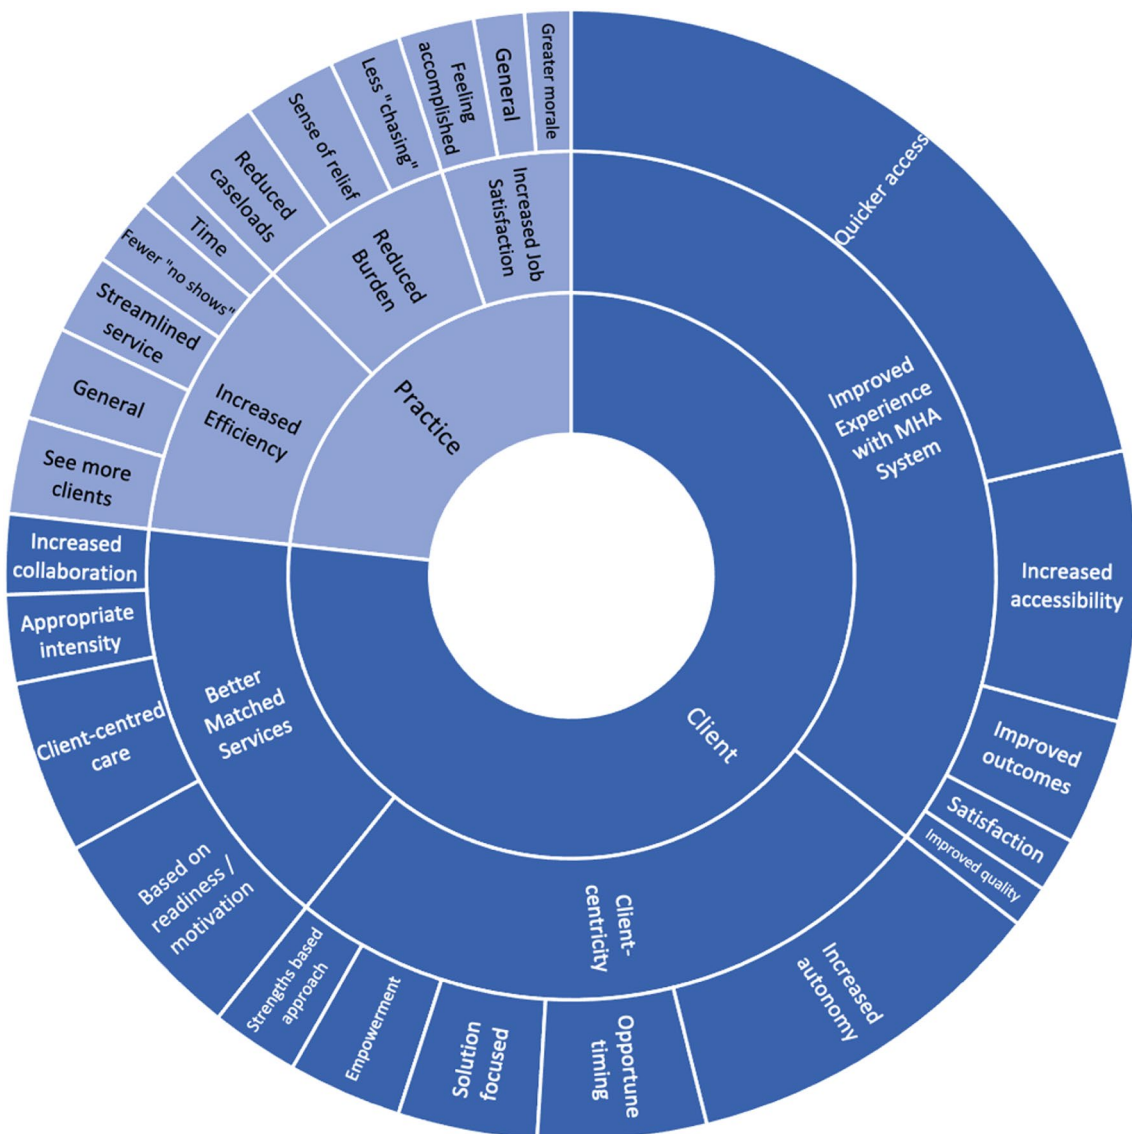 Practice
Client
Increased Job
Satisfaction
Reduced
Burden
Increased
Efficiency
Improved
Experience
with MHA
System
Client-
centricity
Better
Matched
Services
Quicker access
Increased
accessibility
Improved
outcomes
Satisfaction
Improved quality
Increased
autonomy
Opportune
timing
Solution
focused
Empowerment
Strengths based
approach
Based on
readiness /
motivation
Client-centred
care
Appropriate
intensity
Increased
collaboration
See more
clients
General
Streamlined
service
Fewer "no shows"
Time
Reduced
caseloads
Sense of relief
Less "chasing"
Feeling
accomplished
General
Greater morale